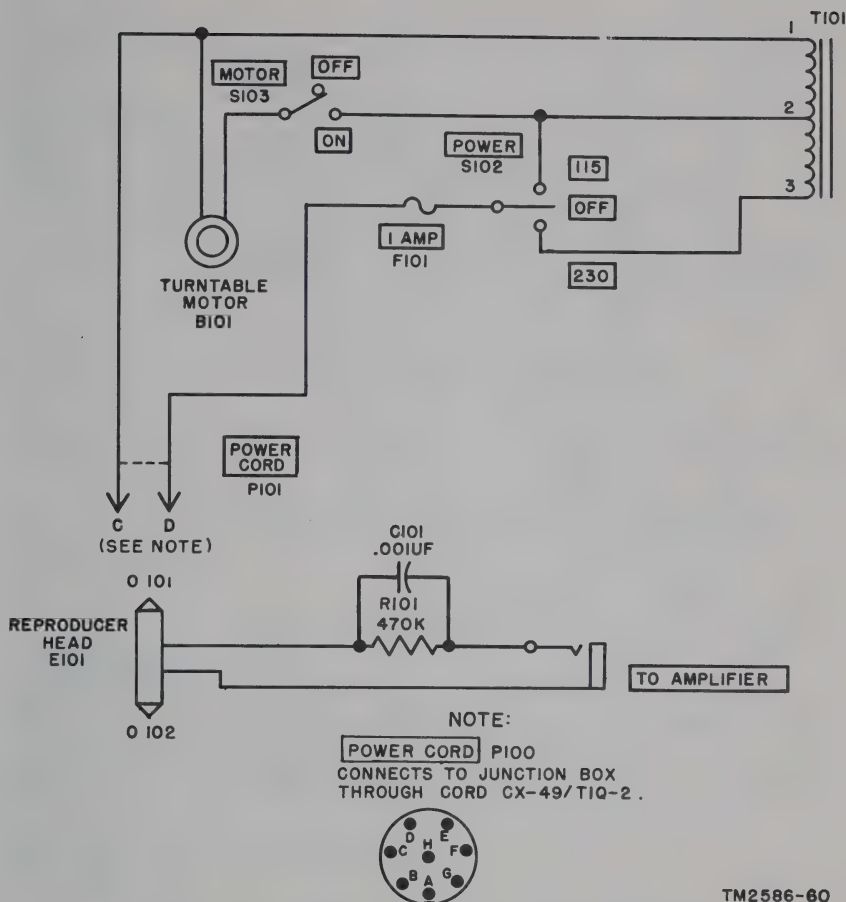 T101
1
OFF
MOTOR
S103
ON
2
POWER
S102
115
OFF
3
1 AMP
F101
230
TURNTABLE
MOTOR
B101
POWER
CORD
P101
C D
(SEE NOTE)
C101
.001UF
R101
470K
O 101
REPRODUCER
HEAD
E101
O 102
TO AMPLIFIER
NOTE:
POWER CORD P100
CONNECTS TO JUNCTION BOX
THROUGH CORD CX-49/TIQ-2.
D E
C H F
B A G
TM2586-60